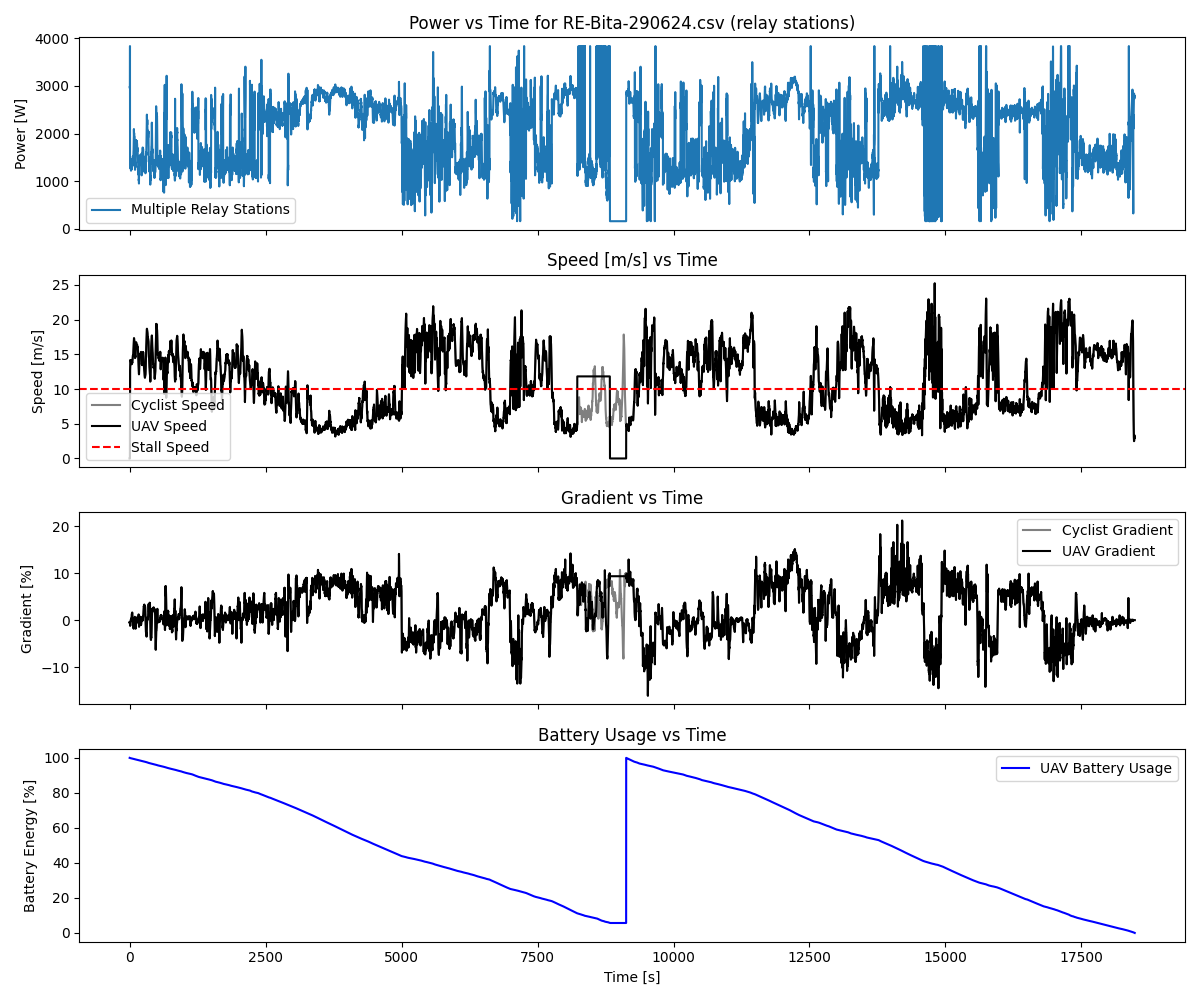 Power vs Time for RE-Bita-290624.csv (relay stations)
4000
3000
2000
1000
0
Power [W]
Multiple Relay Stations
Speed [m/s] vs Time
25
20
15
10
5
0
Speed [m/s]
Cyclist Speed
UAV Speed
Stall Speed
Gradient vs Time
20
10
0
−10
Gradient [%]
Cyclist Gradient
UAV Gradient
Battery Usage vs Time
100
80
60
40
20
0
Battery Energy [%]
UAV Battery Usage
0 2500 5000 7500 10000 12500 15000 17500
Time [s]